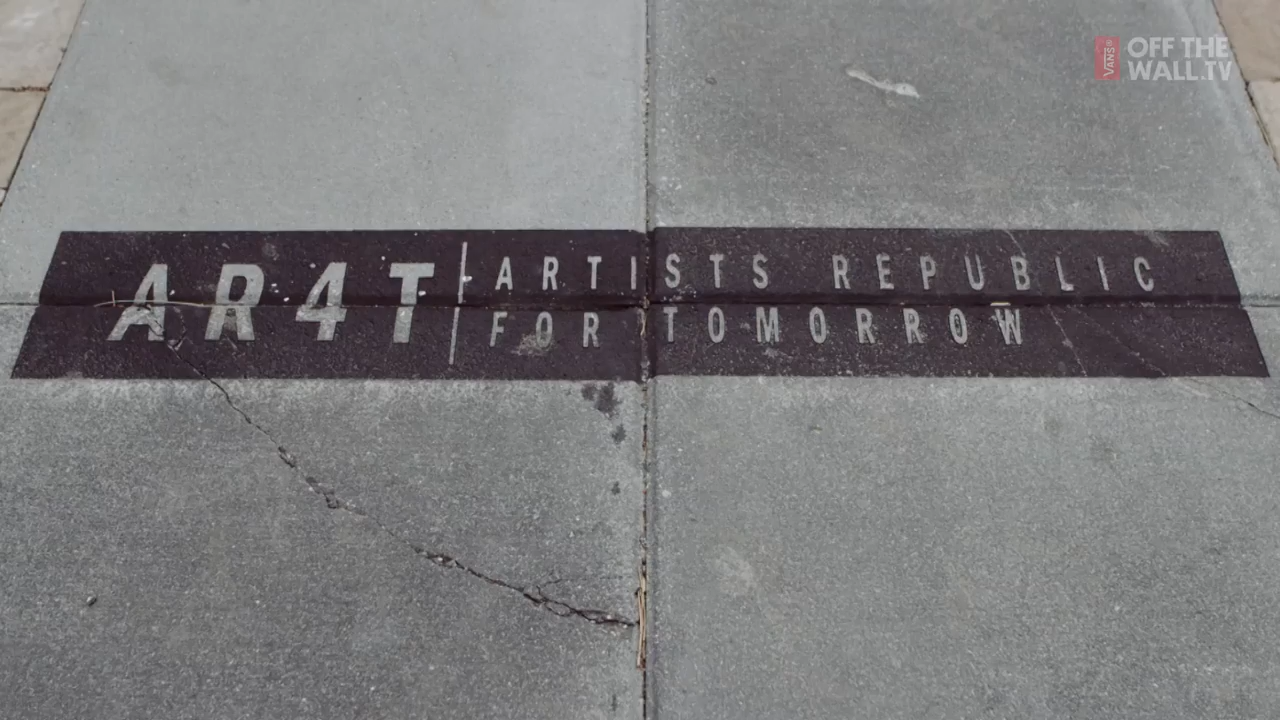 VANS
OFF THE
WALL.TV
AR4T
ARTISTS REPUBLIC
FOR TOMORROW